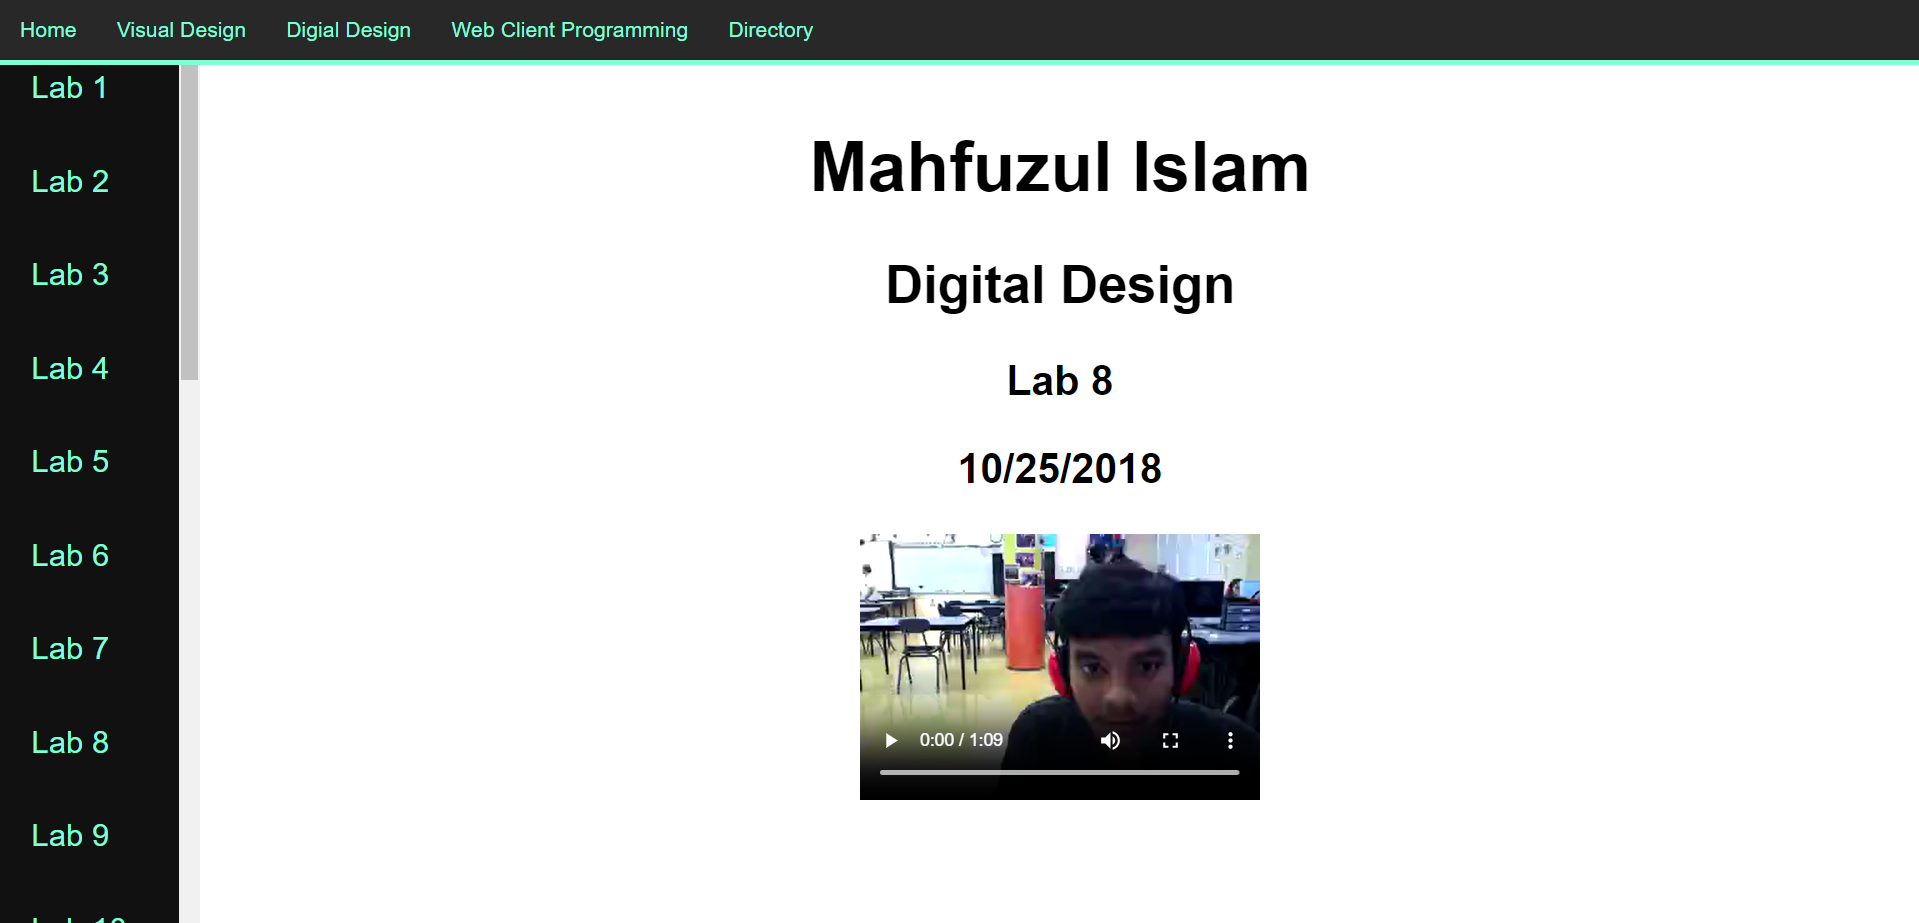 Home Visual Design Digial Design Web Client Programming Directory
Lab 1
Lab 2
Lab 3
Lab 4
Lab 5
Lab 6
Lab 7
Lab 8
Lab 9
Mahfuzul Islam
Digital Design
Lab 8
10/25/2018
0:00 / 1:09